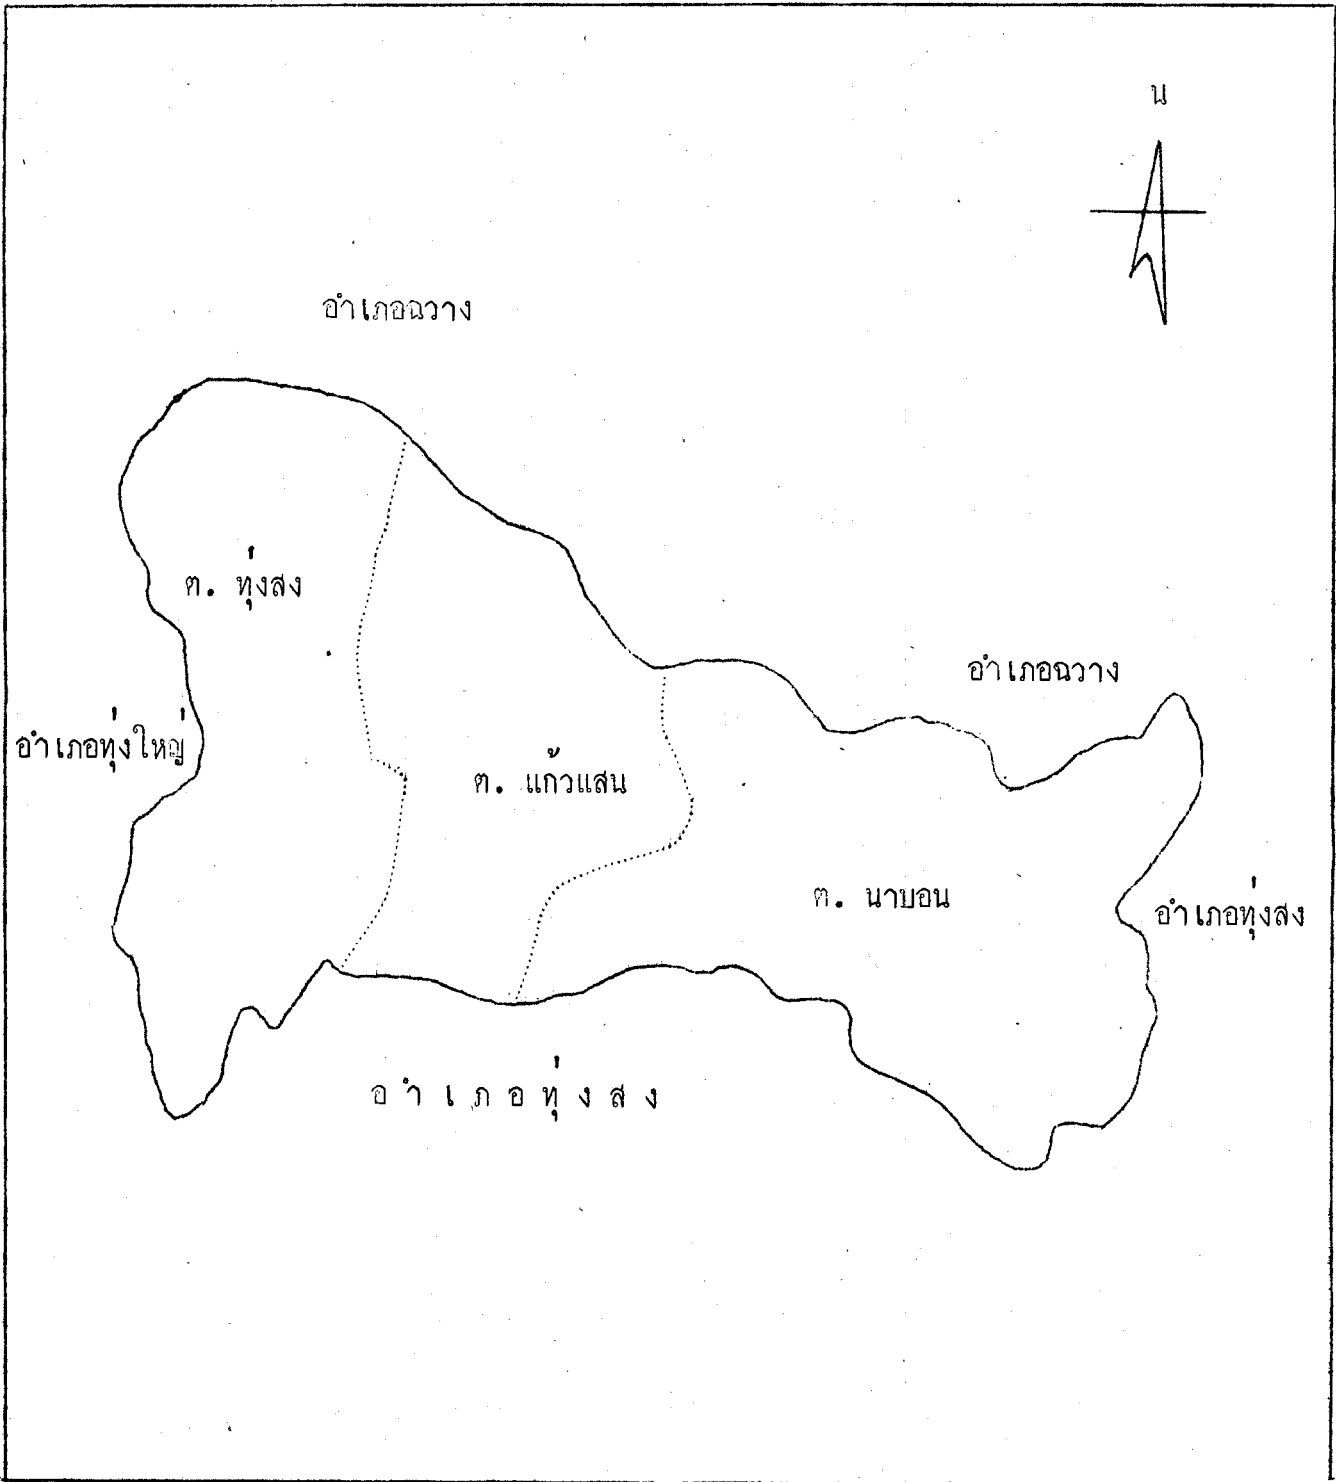 น
อำเภอฉวาง
ต. ทุ่งสง
อำเภอฉวาง
อำเภอทุ่งใหญ่
ต. แก้วแสน
ต. นาบอน
อำเภอทุ่งสง
อำเภอทุ่งสง